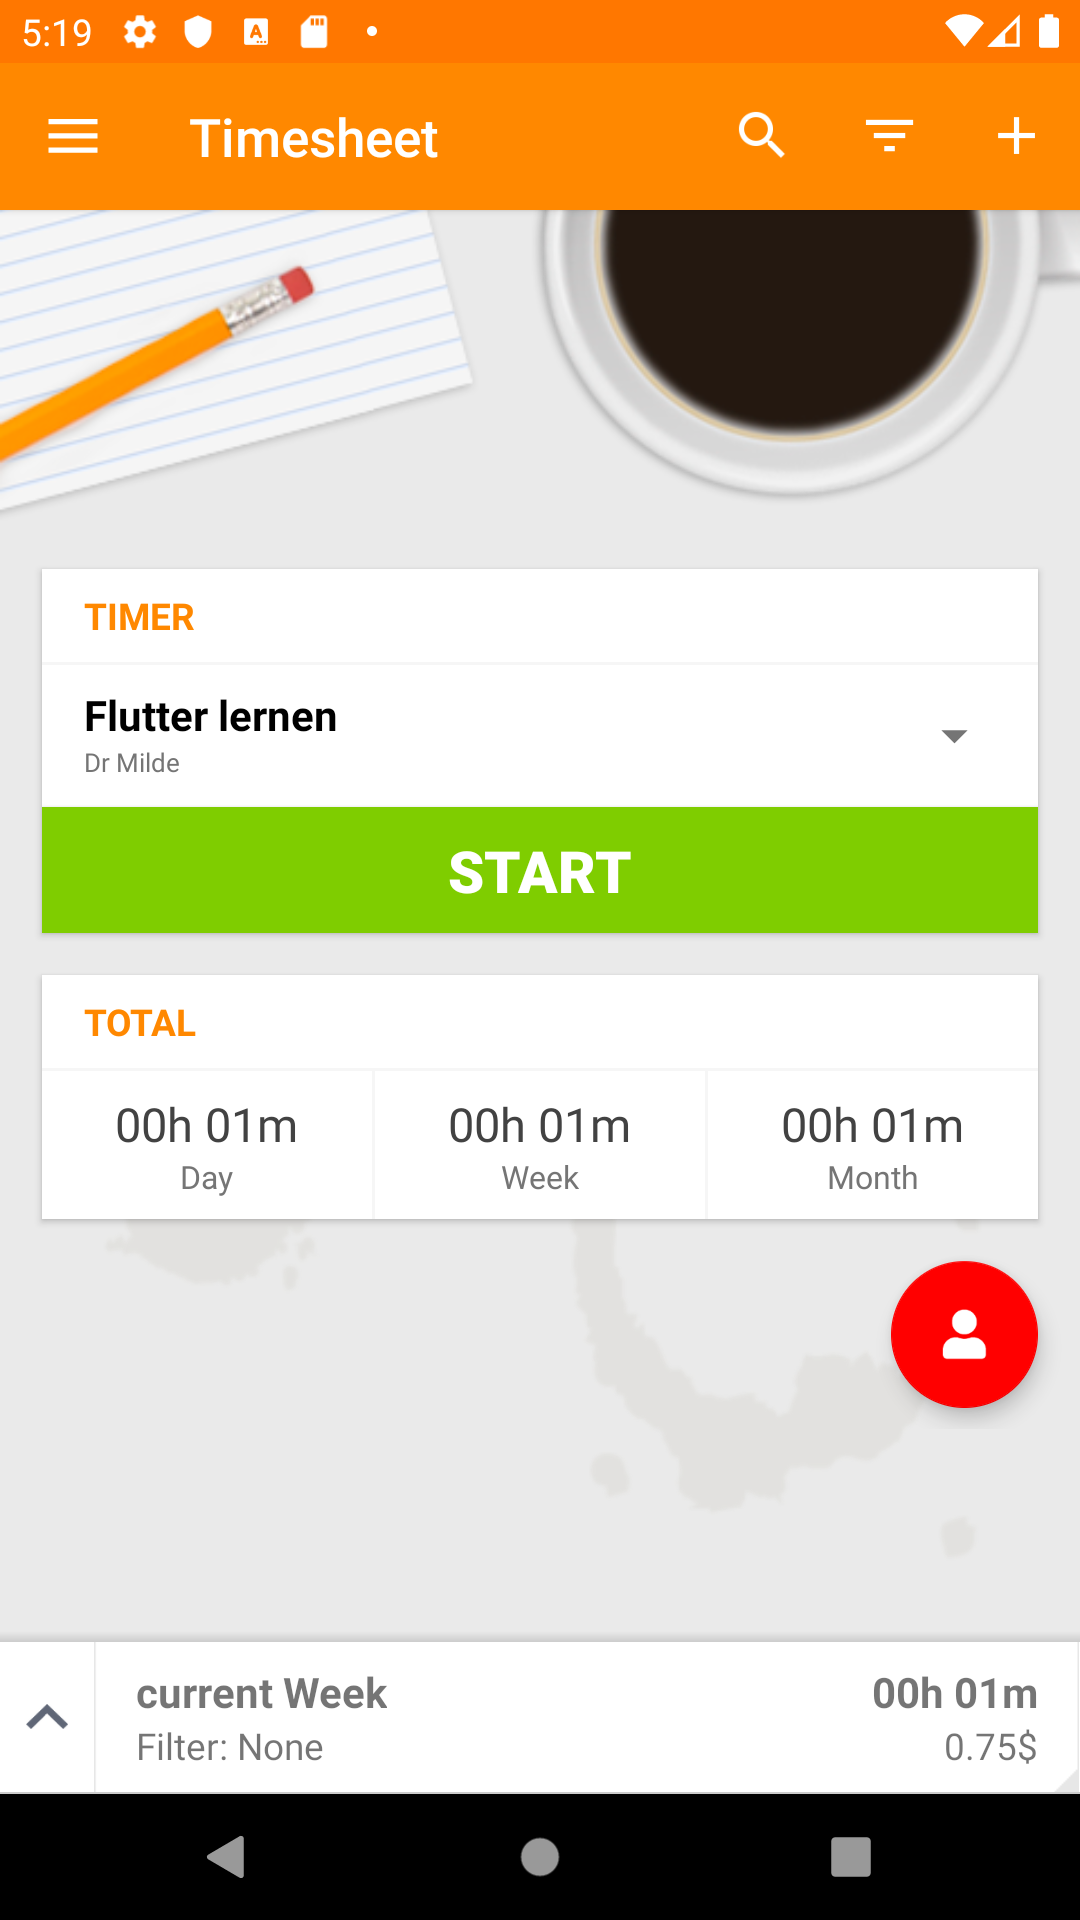 5:19
Timesheet
TIMER
Flutter lernen
Dr Milde
START
TOTAL
00h 01m 00h 01m 00h 01m
Day Week Month
current Week 00h 01m
Filter: None 0.75$